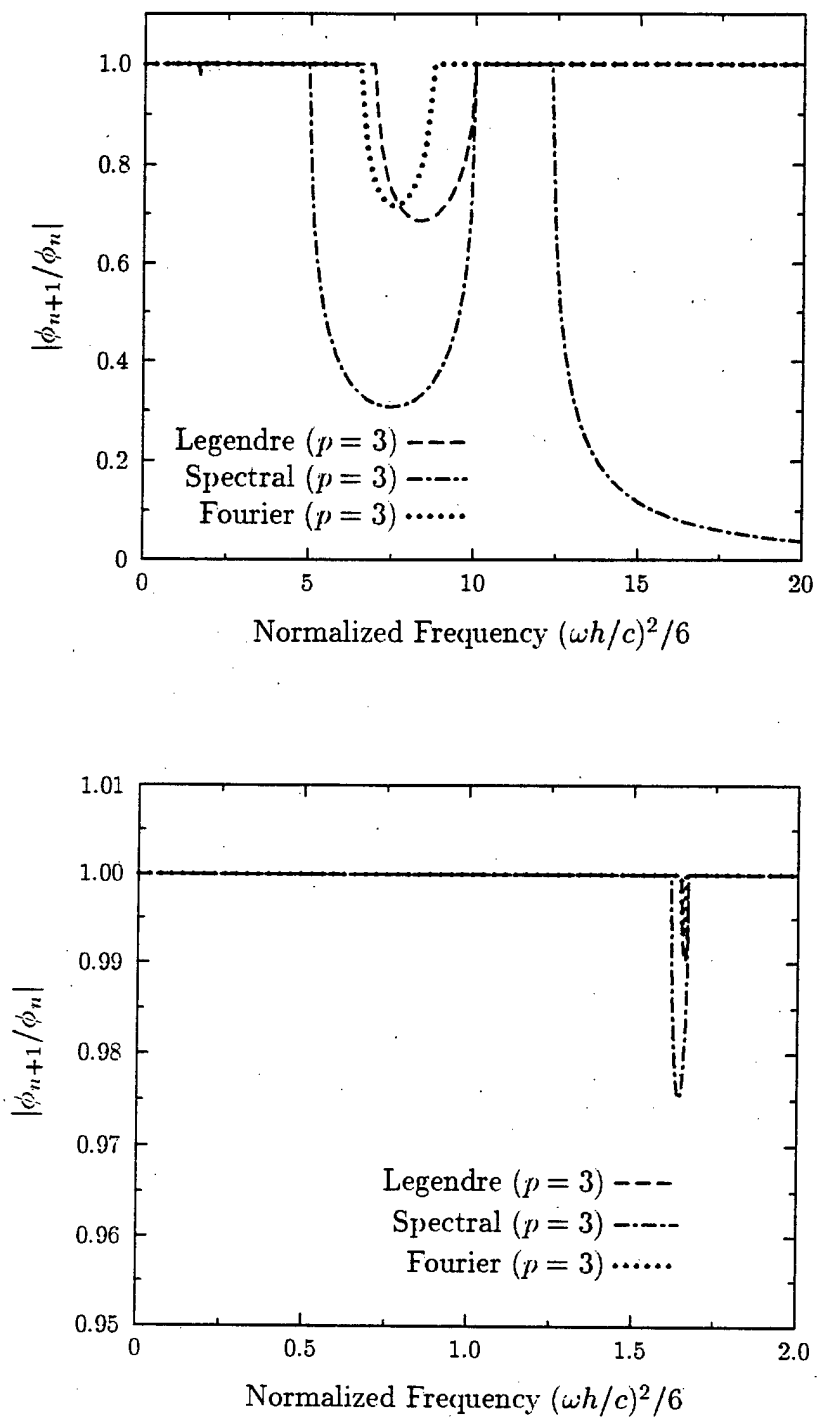 1.0
0.8
0.6
0.4
0.2
0
|ϕₙ₊₁/ϕₙ|
Legendre (p = 3)
Spectral (p = 3)
Fourier (p = 3)
0 5 10 15 20
Normalized Frequency (ωh/c)²/6
1.01
1.00
0.99
0.98
0.97
0.96
0.95
|ϕₙ₊₁/ϕₙ|
Legendre (p = 3)
Spectral (p = 3)
Fourier (p = 3)
0 0.5 1.0 1.5 2.0
Normalized Frequency (ωh/c)²/6